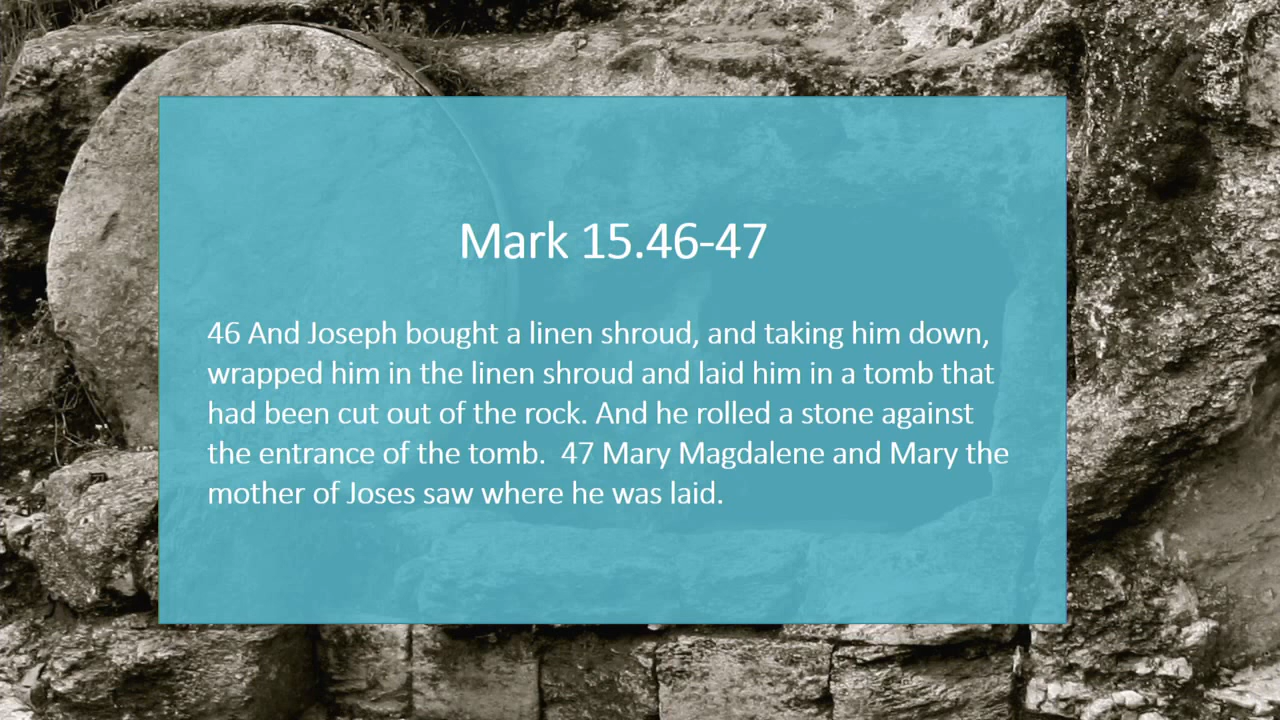 Mark 15.46-47
46 And Joseph bought a linen shroud, and taking him down,
wrapped him in the linen shroud and laid him in a tomb that
had been cut out of the rock. And he rolled a stone against
the entrance of the tomb.  47 Mary Magdalene and Mary the
mother of Joses saw where he was laid.